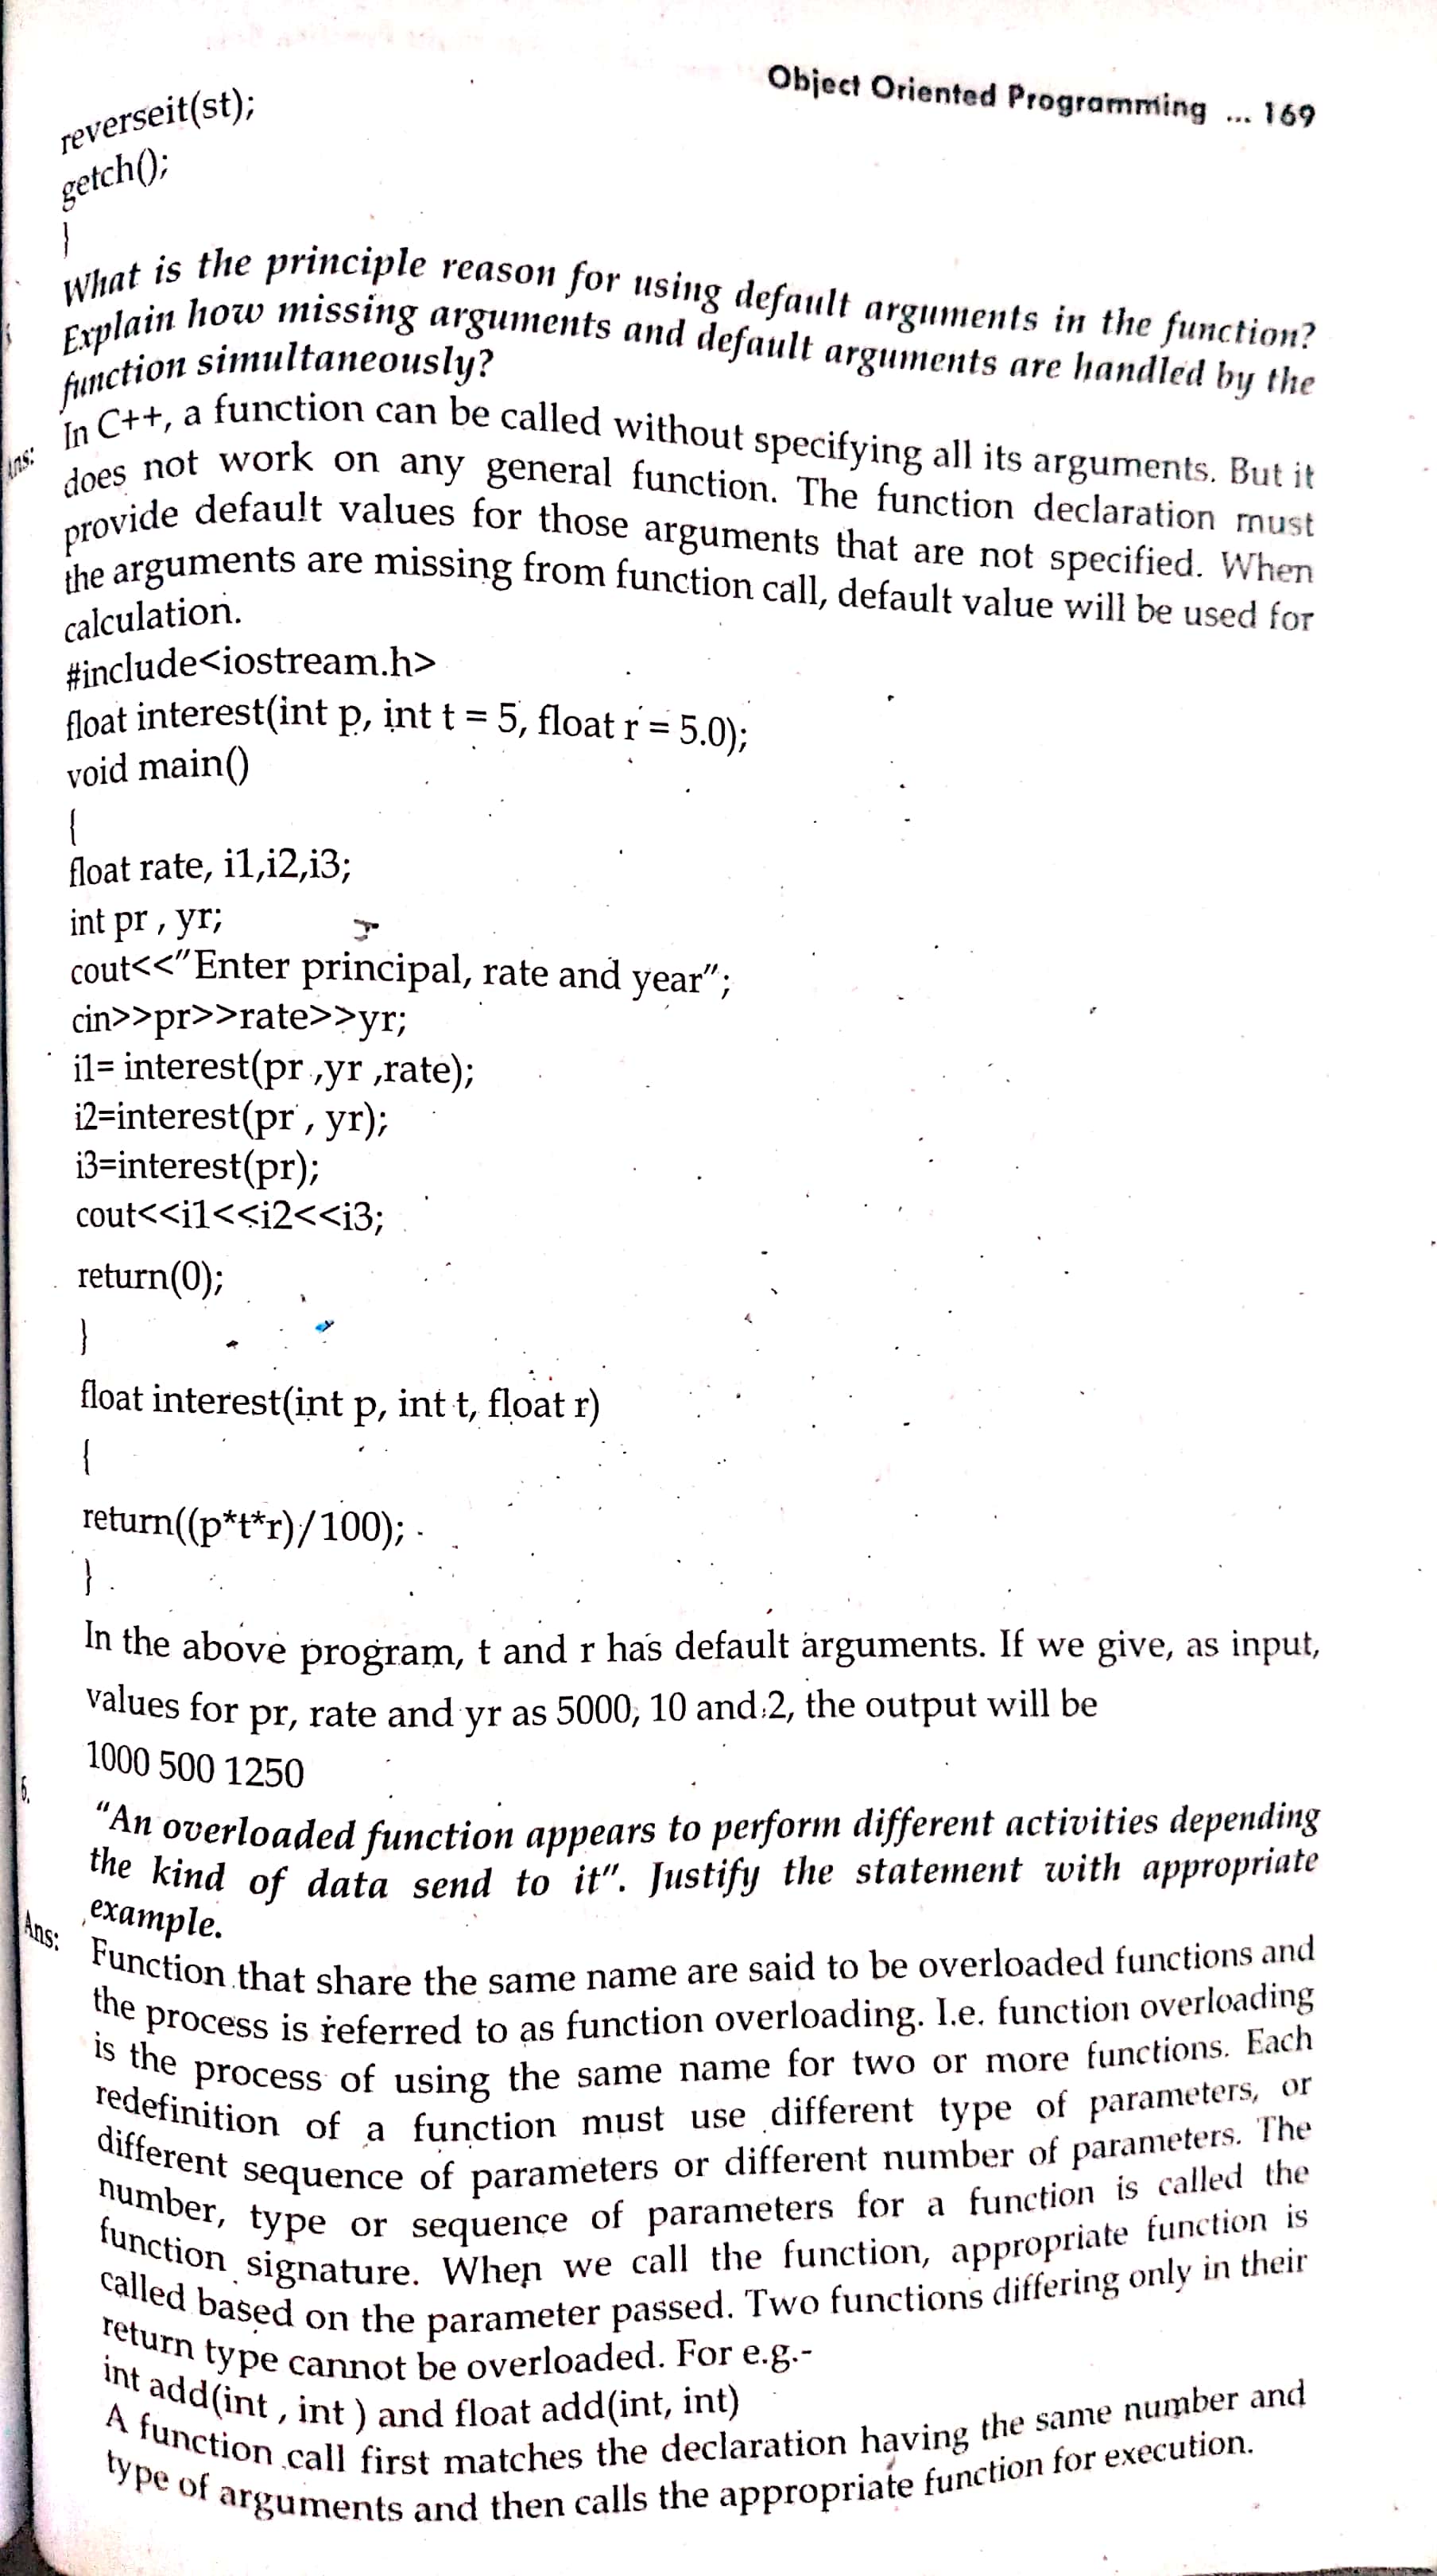 Object Oriented Programming ... 169
reverseit(st);
getch();
}
What is the principle reason for using default arguments in the function?
Explain how missing arguments and default arguments are handled by the
function simultaneously?
Ans: In C++, a function can be called without specifying all its arguments. But it
does not work on any general function. The function declaration must
provide default values for those arguments that are not specified. When
the arguments are missing from function call, default value will be used for
calculation.
#include<iostream.h>
float interest(int p, int t = 5, float r = 5.0);
void main()
{
float rate, i1,i2,i3;
int pr , yr;
cout<<"Enter principal, rate and year";
cin>>pr>>rate>>yr;
i1= interest(pr ,yr ,rate);
i2=interest(pr , yr);
i3=interest(pr);
cout<<i1<<i2<<i3;
return(0);
}
float interest(int p, int t, float r)
{
return((p*t*r)/100);
}
In the above program, t and r has default arguments. If we give, as input,
values for pr, rate and yr as 5000, 10 and 2, the output will be
1000 500 1250
6. "An overloaded function appears to perform different activities depending
the kind of data send to it". Justify the statement with appropriate
example.
Ans: Function that share the same name are said to be overloaded functions and
the process is referred to as function overloading. I.e. function overloading
is the process of using the same name for two or more functions. Each
redefinition of a function must use different type of parameters, or
different sequence of parameters or different number of parameters. The
number, type or sequence of parameters for a function is called the
function signature. When we call the function, appropriate function is
called based on the parameter passed. Two functions differing only in their
return type cannot be overloaded. For e.g.-
int add(int , int ) and float add(int, int)
A function call first matches the declaration having the same number and
type of arguments and then calls the appropriate function for execution.